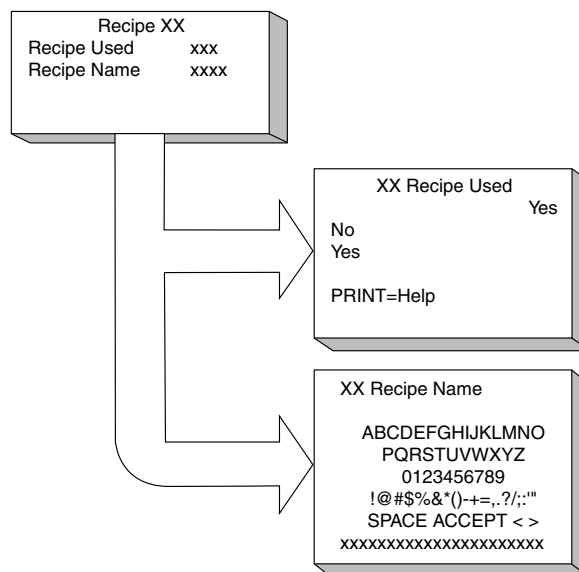 Recipe XX
Recipe Used xxx
Recipe Name xxxx
XX Recipe Used
Yes
No
Yes
PRINT=Help
XX Recipe Name
ABCDEFGHIJKLMNO
PQRSTUVWXYZ
0123456789
!@#$%&*()-+=,.?/;:'"
SPACE ACCEPT < >
xxxxxxxxxxxxxxxxxxxxxx